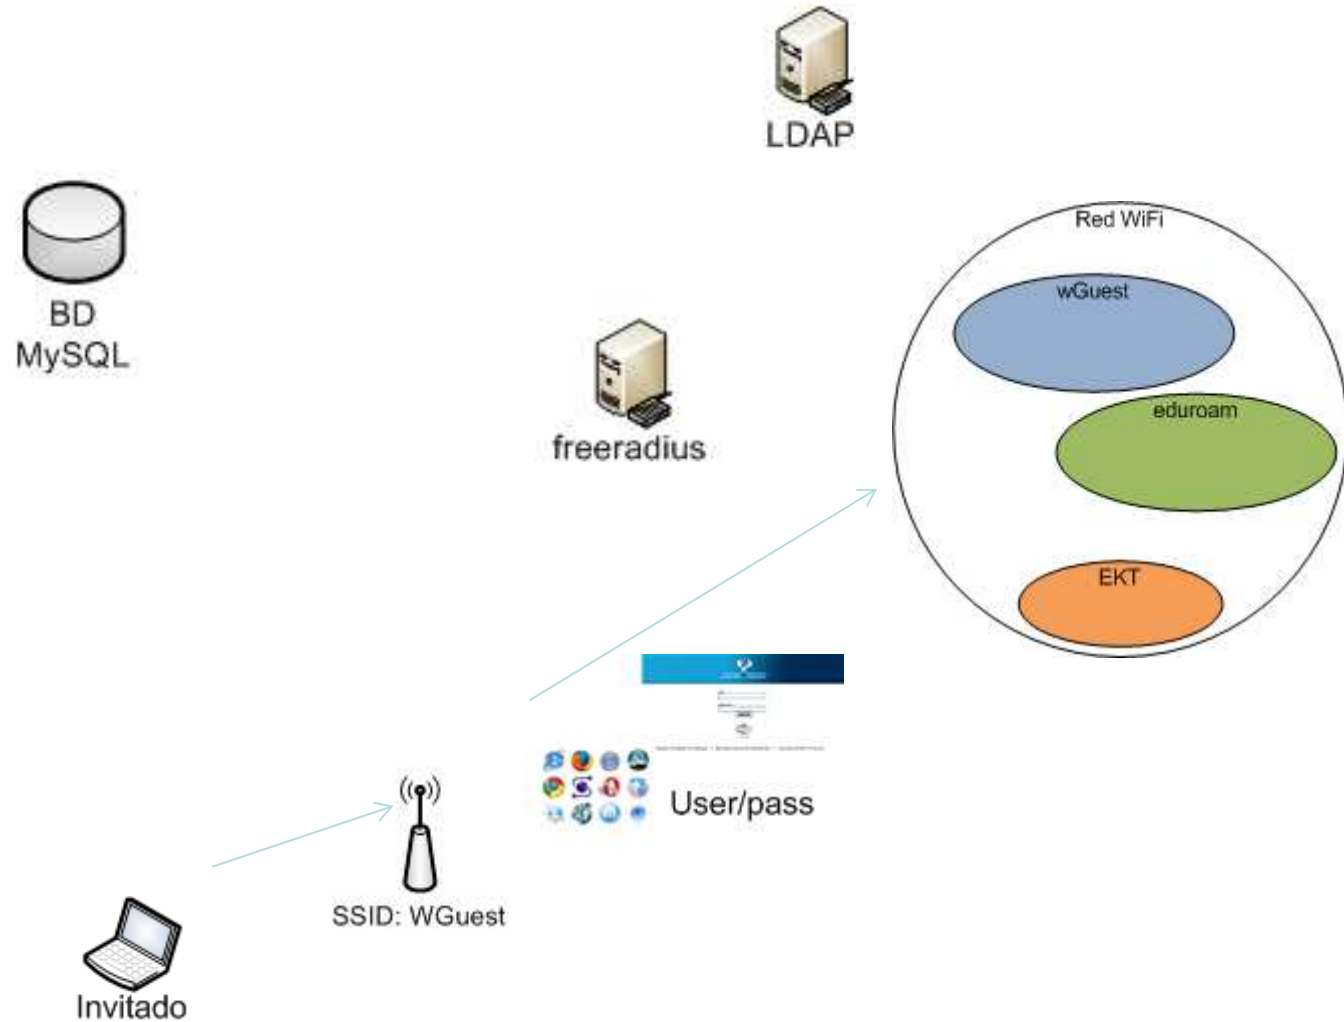 LDAP
BD
MySQL
Red WiFi
wGuest
eduroam
freeradius
EKT
User/pass
SSID: WGuest
Invitado